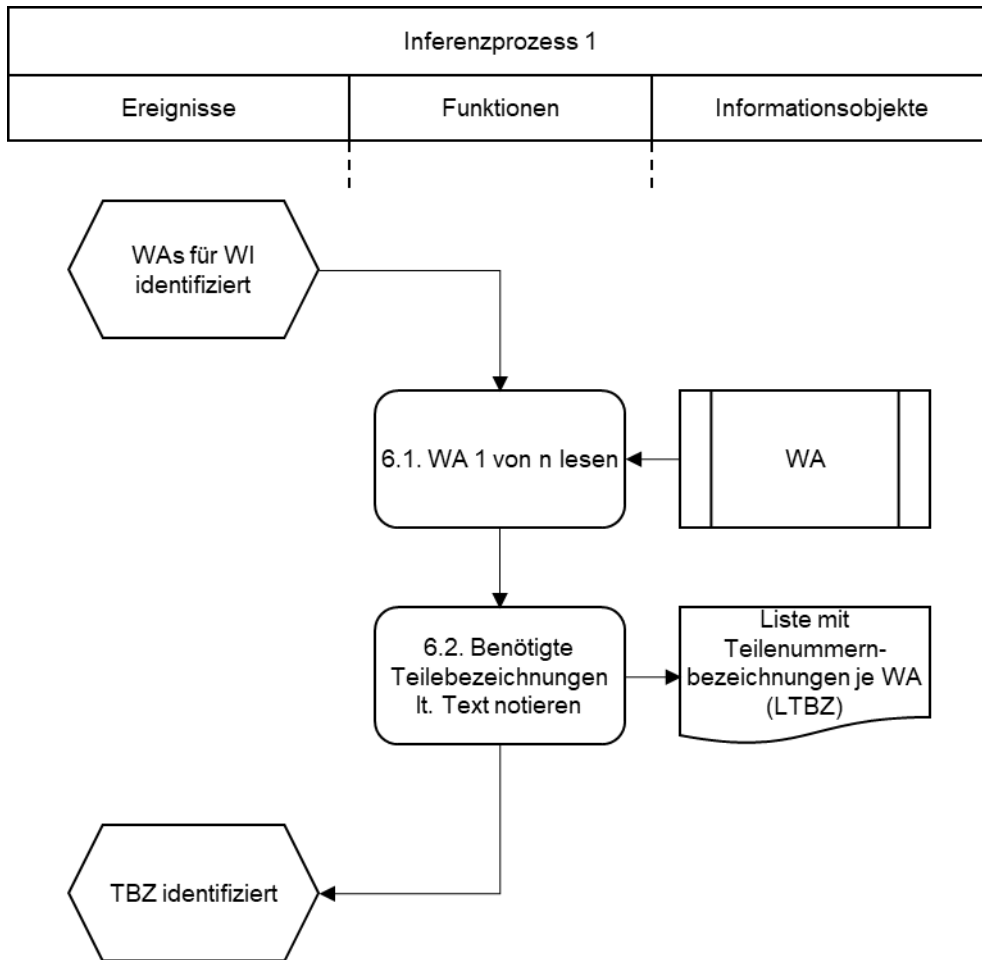 Inferenzprozess 1
Ereignisse
Funktionen
Informationsobjekte
WAs für WI
identifiziert
6.1. WA 1 von n lesen
WA
6.2. Benötigte
Teilebezeichnungen
lt. Text notieren
Liste mit
Teilenummern-
bezeichnungen je WA
(LTBZ)
TBZ identifiziert